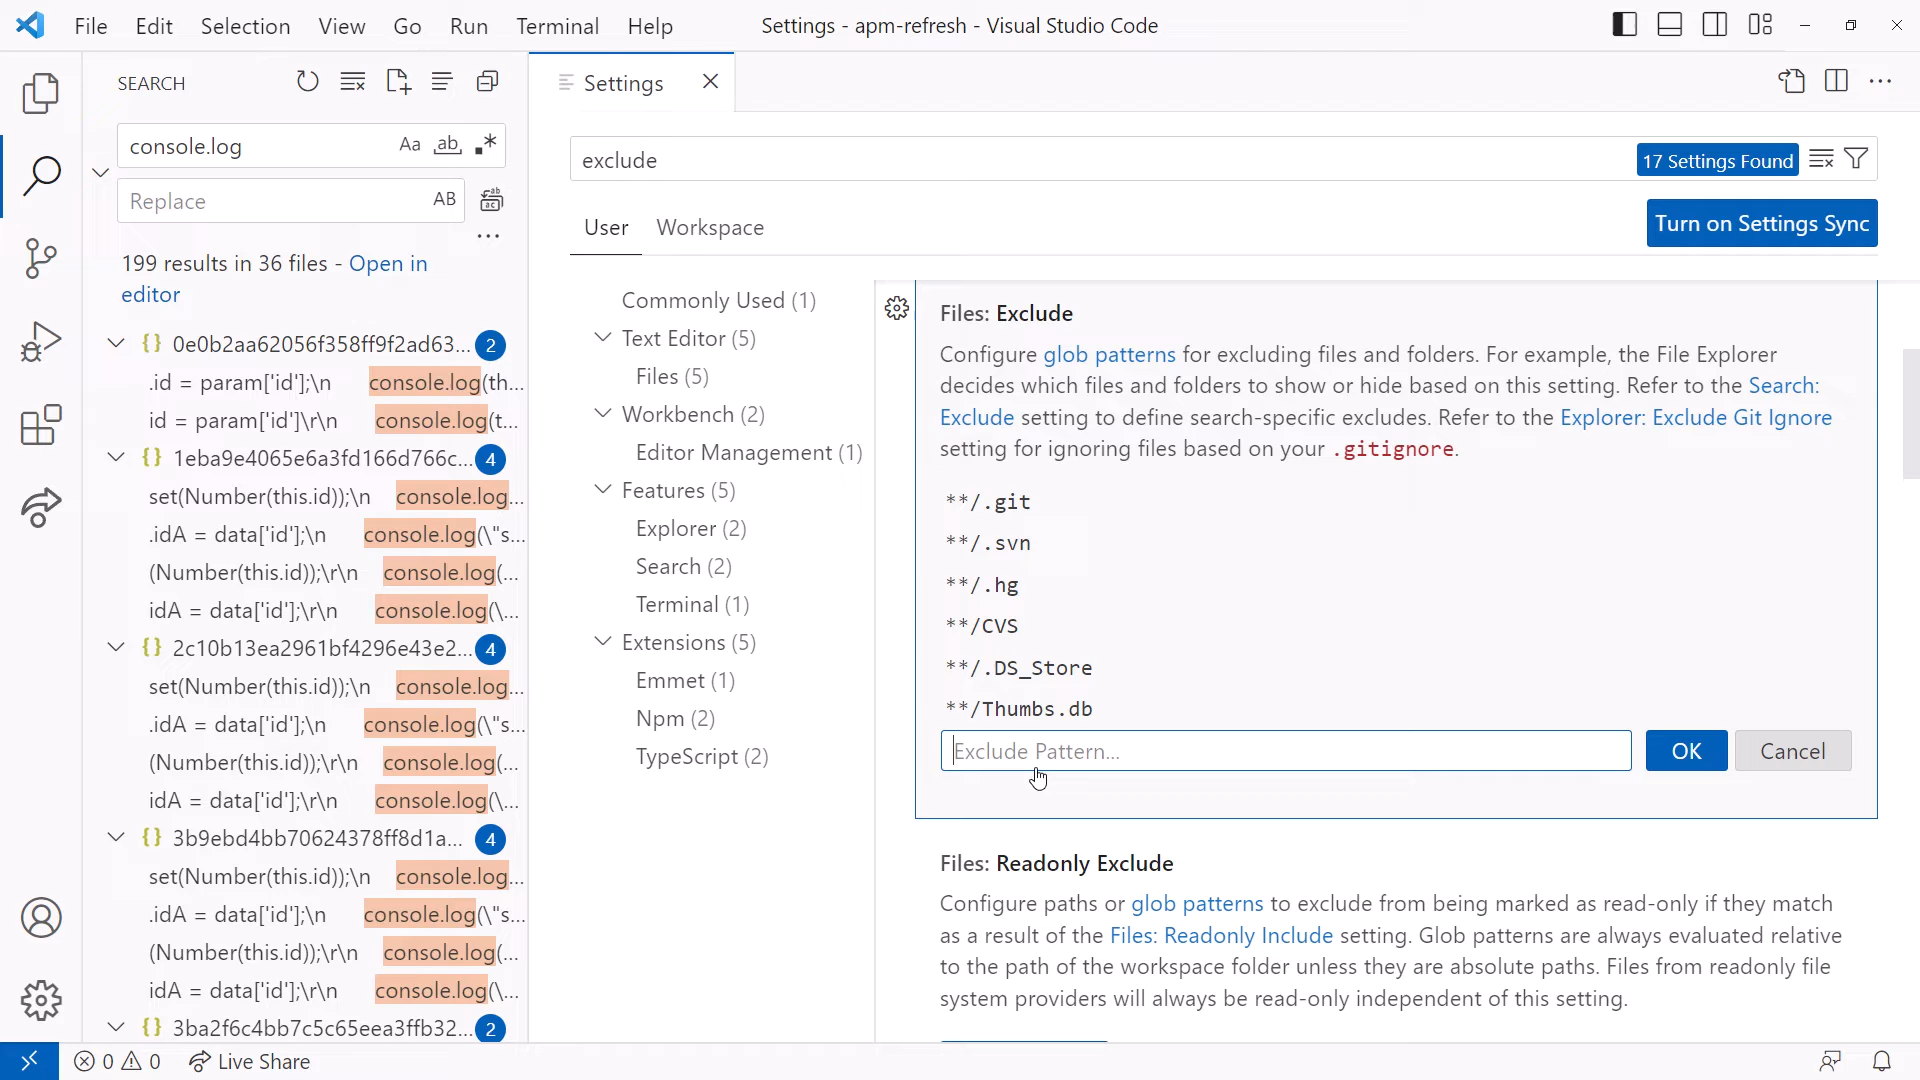 File Edit Selection View Go Run Terminal Help
Settings - apm-refresh - Visual Studio Code
SEARCH
console.log
Aa ab .*
Replace
AB
ab
ac
...
199 results in 36 files - Open in
editor
{} 0e0b2aa62056f358ff9f2ad63... 2
.id = param['id'];\n console.log(th...
id = param['id']\r\n console.log(t...
{} 1eba9e4065e6a3fd166d766c... 4
set(Number(this.id));\n console.log...
.idA = data['id'];\n console.log(\"s...
(Number(this.id));\r\n console.log(...
idA = data['id'];\r\n console.log(\...
{} 2c10b13ea2961bf4296e43e2... 4
set(Number(this.id));\n console.log...
.idA = data['id'];\n console.log(\"s...
(Number(this.id));\r\n console.log(...
idA = data['id'];\r\n console.log(\...
{} 3b9ebd4bb70624378ff8d1a... 4
set(Number(this.id));\n console.log...
.idA = data['id'];\n console.log(\"s...
(Number(this.id));\r\n console.log(...
idA = data['id'];\r\n console.log(\...
{} 3ba2f6c4bb7c5c65eea3ffb32... 2
Settings
exclude
17 Settings Found
User Workspace
Turn on Settings Sync
Commonly Used (1)
Text Editor (5)
Files (5)
Workbench (2)
Editor Management (1)
Features (5)
Explorer (2)
Search (2)
Terminal (1)
Extensions (5)
Emmet (1)
Npm (2)
TypeScript (2)
Files: Exclude
Configure glob patterns for excluding files and folders. For example, the File Explorer
decides which files and folders to show or hide based on this setting. Refer to the Search:
Exclude setting to define search-specific excludes. Refer to the Explorer: Exclude Git Ignore
setting for ignoring files based on your .gitignore.
**/.git
**/.svn
**/.hg
**/CVS
**/.DS_Store
**/Thumbs.db
Exclude Pattern...
OK Cancel
Files: Readonly Exclude
Configure paths or glob patterns to exclude from being marked as read-only if they match
as a result of the Files: Readonly Include setting. Glob patterns are always evaluated relative
to the path of the workspace folder unless they are absolute paths. Files from readonly file
system providers will always be read-only independent of this setting.
0 0 Live Share